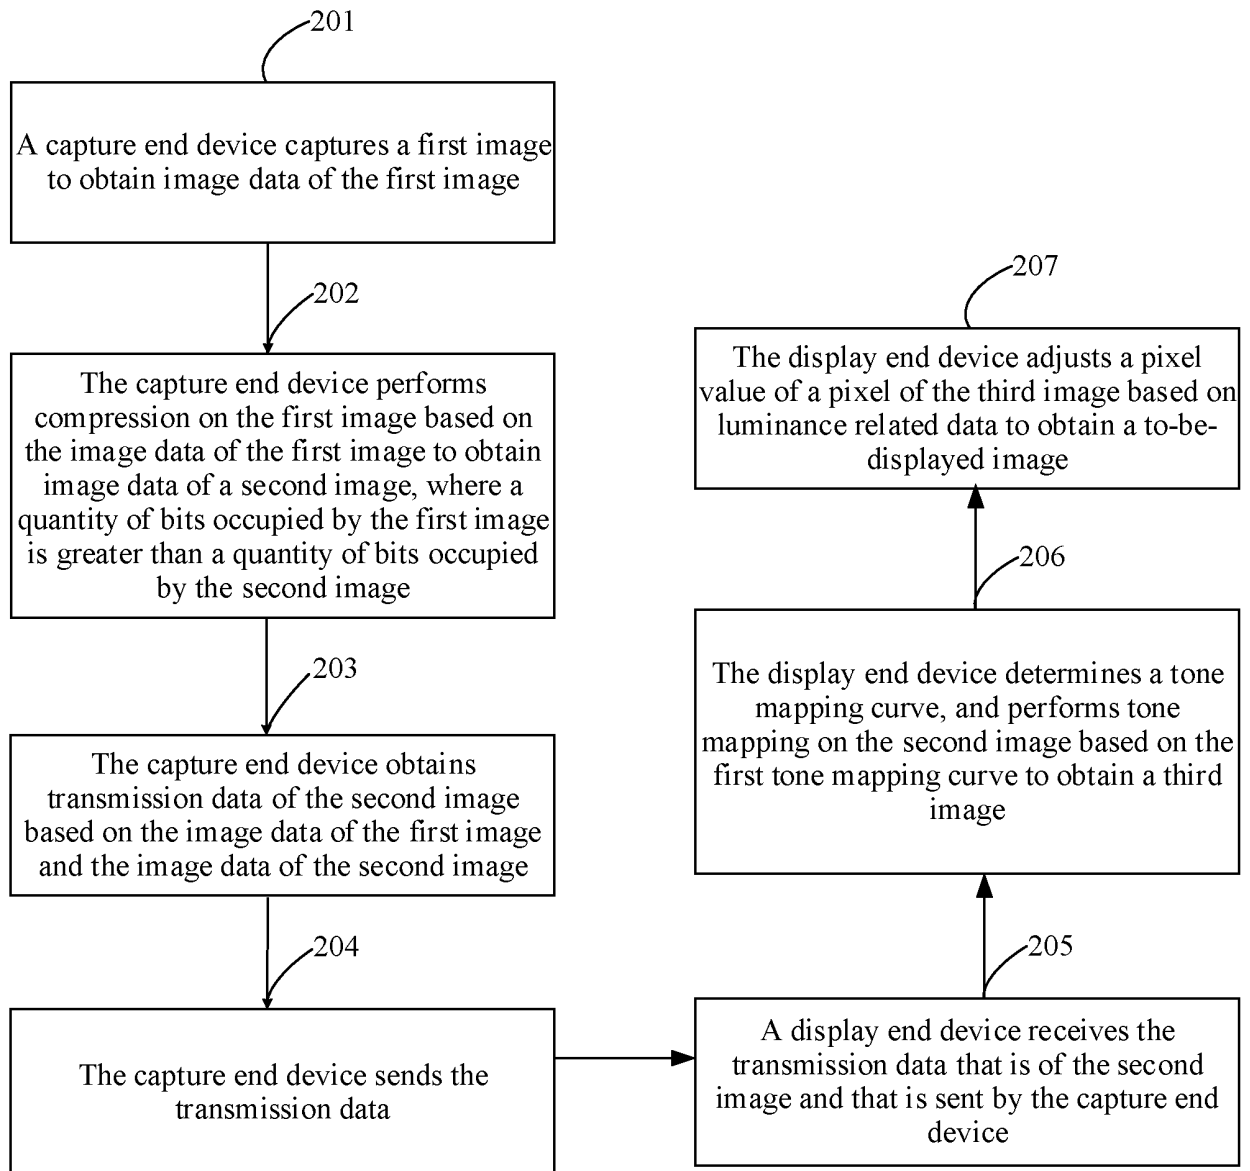 201
A capture end device captures a first image
to obtain image data of the first image
202
The capture end device performs
compression on the first image based on
the image data of the first image to obtain
image data of a second image, where a
quantity of bits occupied by the first image
is greater than a quantity of bits occupied
by the second image
203
The capture end device obtains
transmission data of the second image
based on the image data of the first image
and the image data of the second image
204
The capture end device sends the
transmission data
205
A display end device receives the
transmission data that is of the second
image and that is sent by the capture end
device
206
The display end device determines a tone
mapping curve, and performs tone
mapping on the second image based on the
first tone mapping curve to obtain a third
image
207
The display end device adjusts a pixel
value of a pixel of the third image based on
luminance related data to obtain a to-be-
displayed image